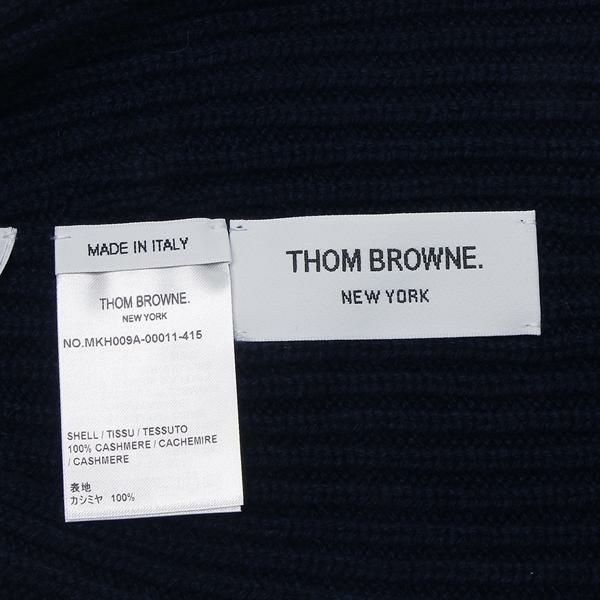 MADE IN ITALY
THOM BROWNE.
NEW YORK
NO.MKH009A-00011-415
SHELL / TISSU / TESSUTO
100% CASHMERE / CACHEMIRE
/ CASHMERE
表地
カシミヤ 100%
THOM BROWNE.
NEW YORK